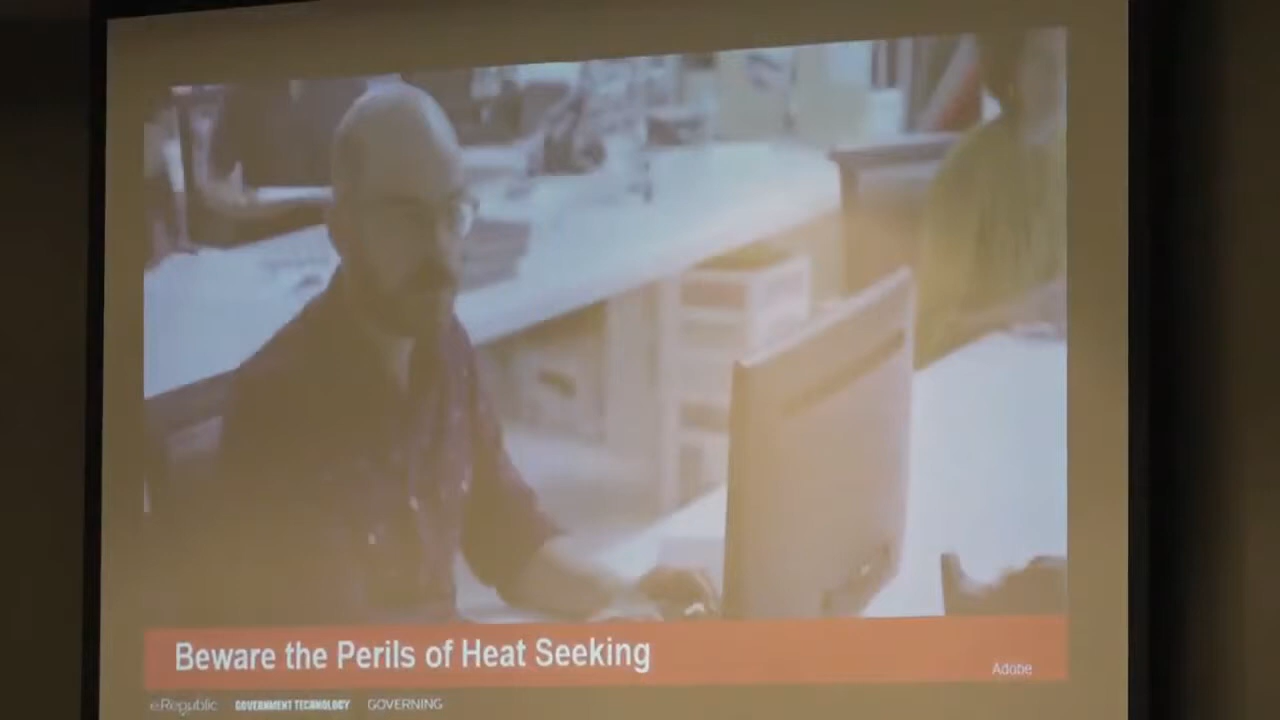 Beware the Perils of Heat Seeking
Adobe
eRepublic GOVERNMENT TECHNOLOGY GOVERNING